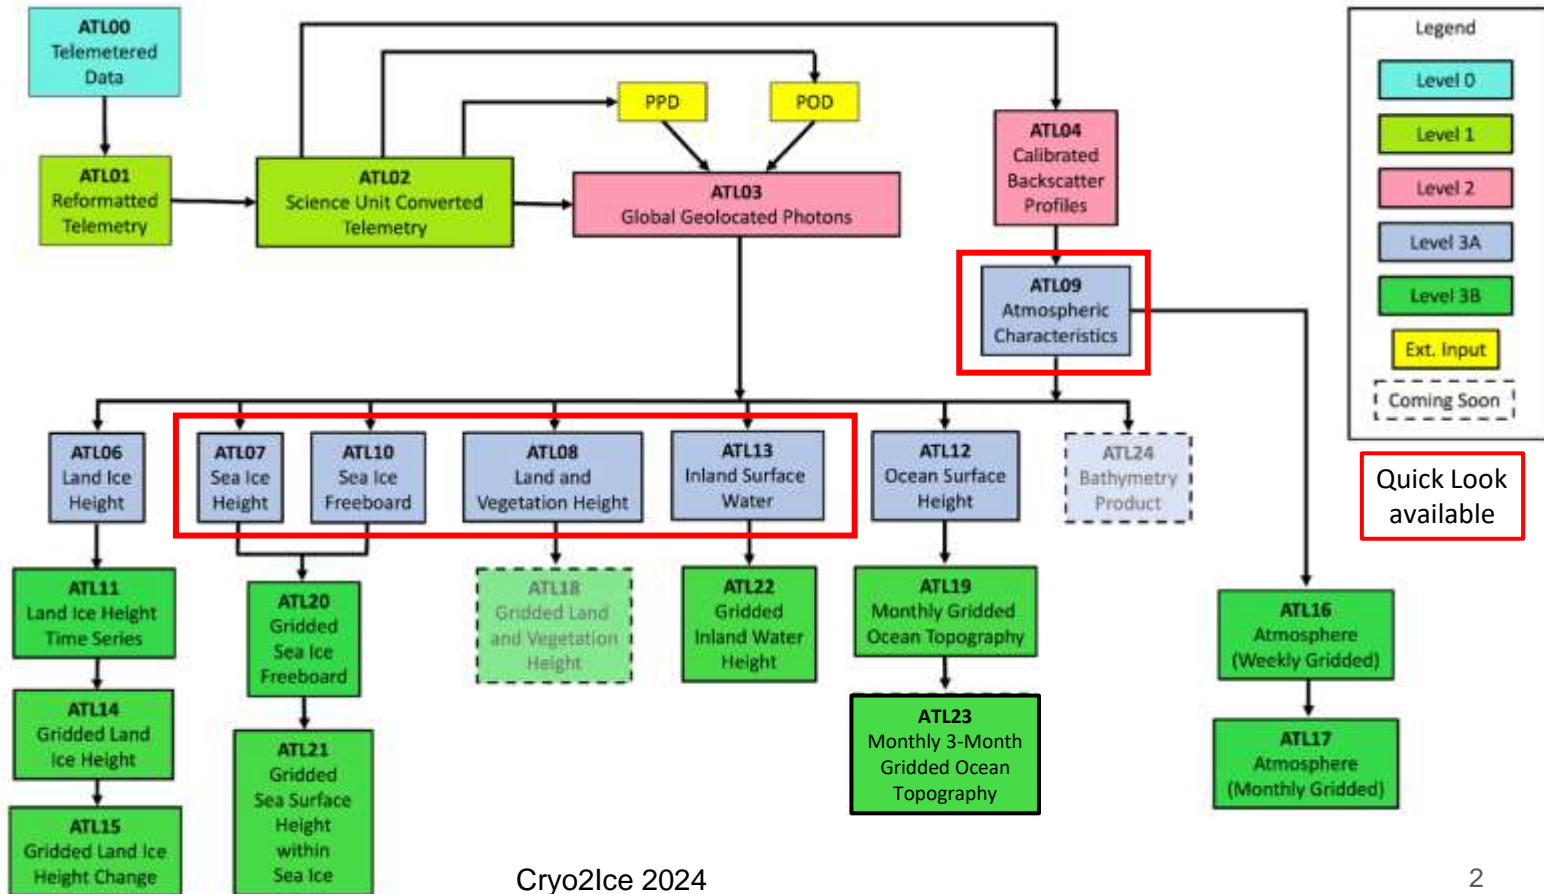 ATL00
Telemetered
Data
ATL01
Reformatted
Telemetry
ATL02
Science Unit Converted
Telemetry
PPD
POD
ATL03
Global Geolocated Photons
ATL04
Calibrated
Backscatter
Profiles
ATL09
Atmospheric
Characteristics
Legend
Level 0
Level 1
Level 2
Level 3A
Level 3B
Ext. Input
Coming Soon
Quick Look
available
ATL06
Land Ice
Height
ATL07
Sea Ice
Height
ATL10
Sea Ice
Freeboard
ATL08
Land and
Vegetation Height
ATL13
Inland Surface
Water
ATL12
Ocean Surface
Height
ATL24
Bathymetry
Product
ATL11
Land Ice Height
Time Series
ATL14
Gridded Land
Ice Height
ATL15
Gridded Land Ice
Height Change
ATL20
Gridded
Sea Ice
Freeboard
ATL21
Gridded
Sea Surface
Height
within
Sea Ice
ATL18
Gridded Land
and Vegetation
Height
ATL22
Gridded
Inland Water
Height
ATL19
Monthly Gridded
Ocean Topography
ATL23
Monthly 3-Month
Gridded Ocean
Topography
ATL16
Atmosphere
(Weekly Gridded)
ATL17
Atmosphere
(Monthly Gridded)
Cryo2Ice 2024
2